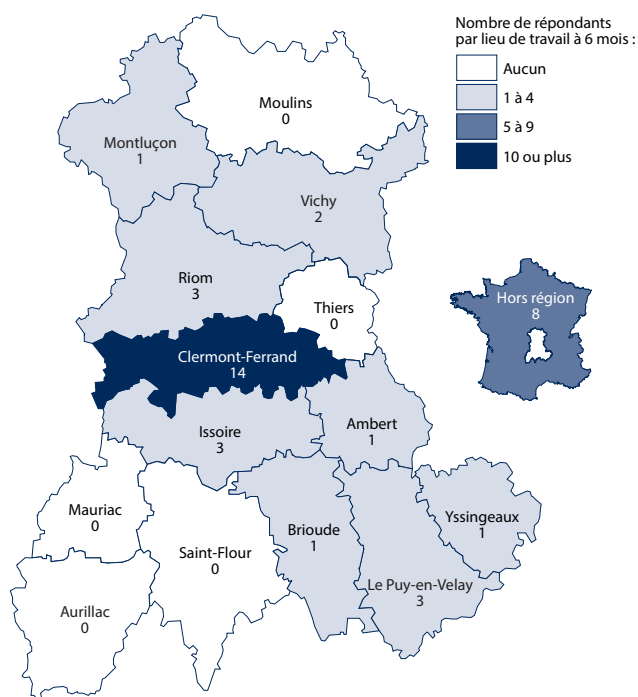 Nombre de répondants
par lieu de travail à 6 mois :
Aucun
1 à 4
5 à 9
10 ou plus
Moulins
0
Montluçon
1
Vichy
2
Riom
3
Thiers
0
Hors région
8
Clermont-Ferrand
14
Issoire
3
Ambert
1
Mauriac
0
Saint-Flour
0
Brioude
1
Yssingeaux
1
Le Puy-en-Velay
3
Aurillac
0